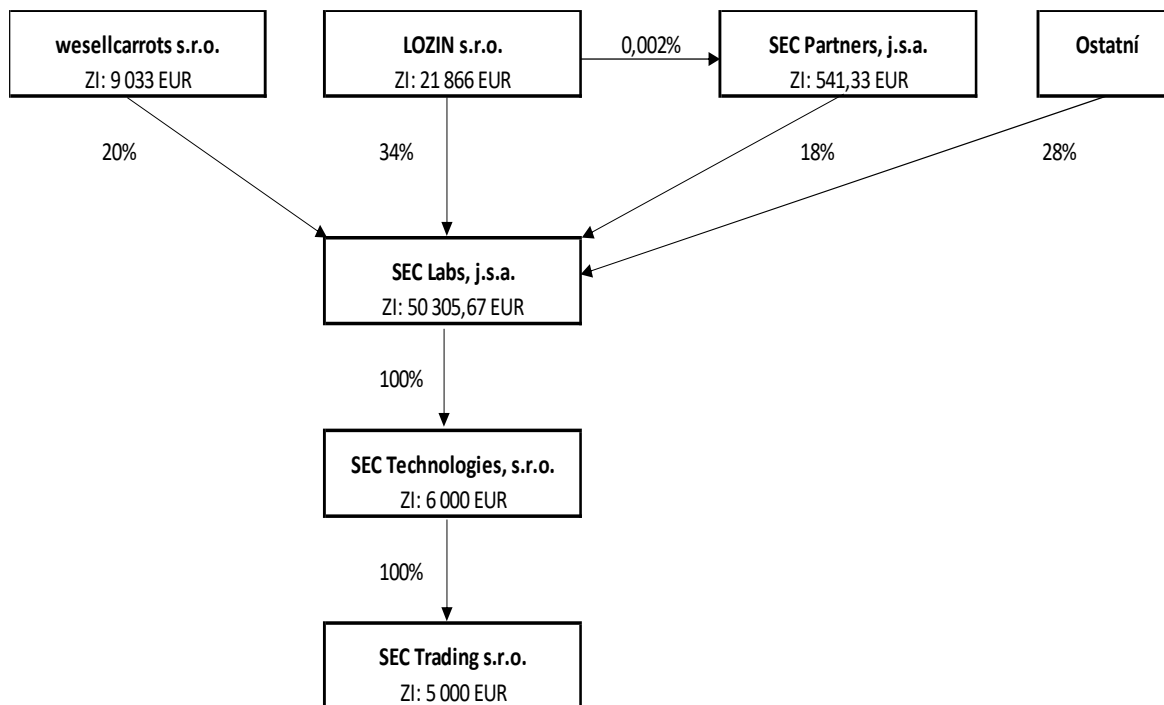 wesellcarrots s.r.o.
ZI: 9 033 EUR
LOZIN s.r.o.
ZI: 21 866 EUR
0,002%
SEC Partners, j.s.a.
ZI: 541,33 EUR
Ostatní
20%
34%
18%
28%
SEC Labs, j.s.a.
ZI: 50 305,67 EUR
100%
SEC Technologies, s.r.o.
ZI: 6 000 EUR
100%
SEC Trading s.r.o.
ZI: 5 000 EUR